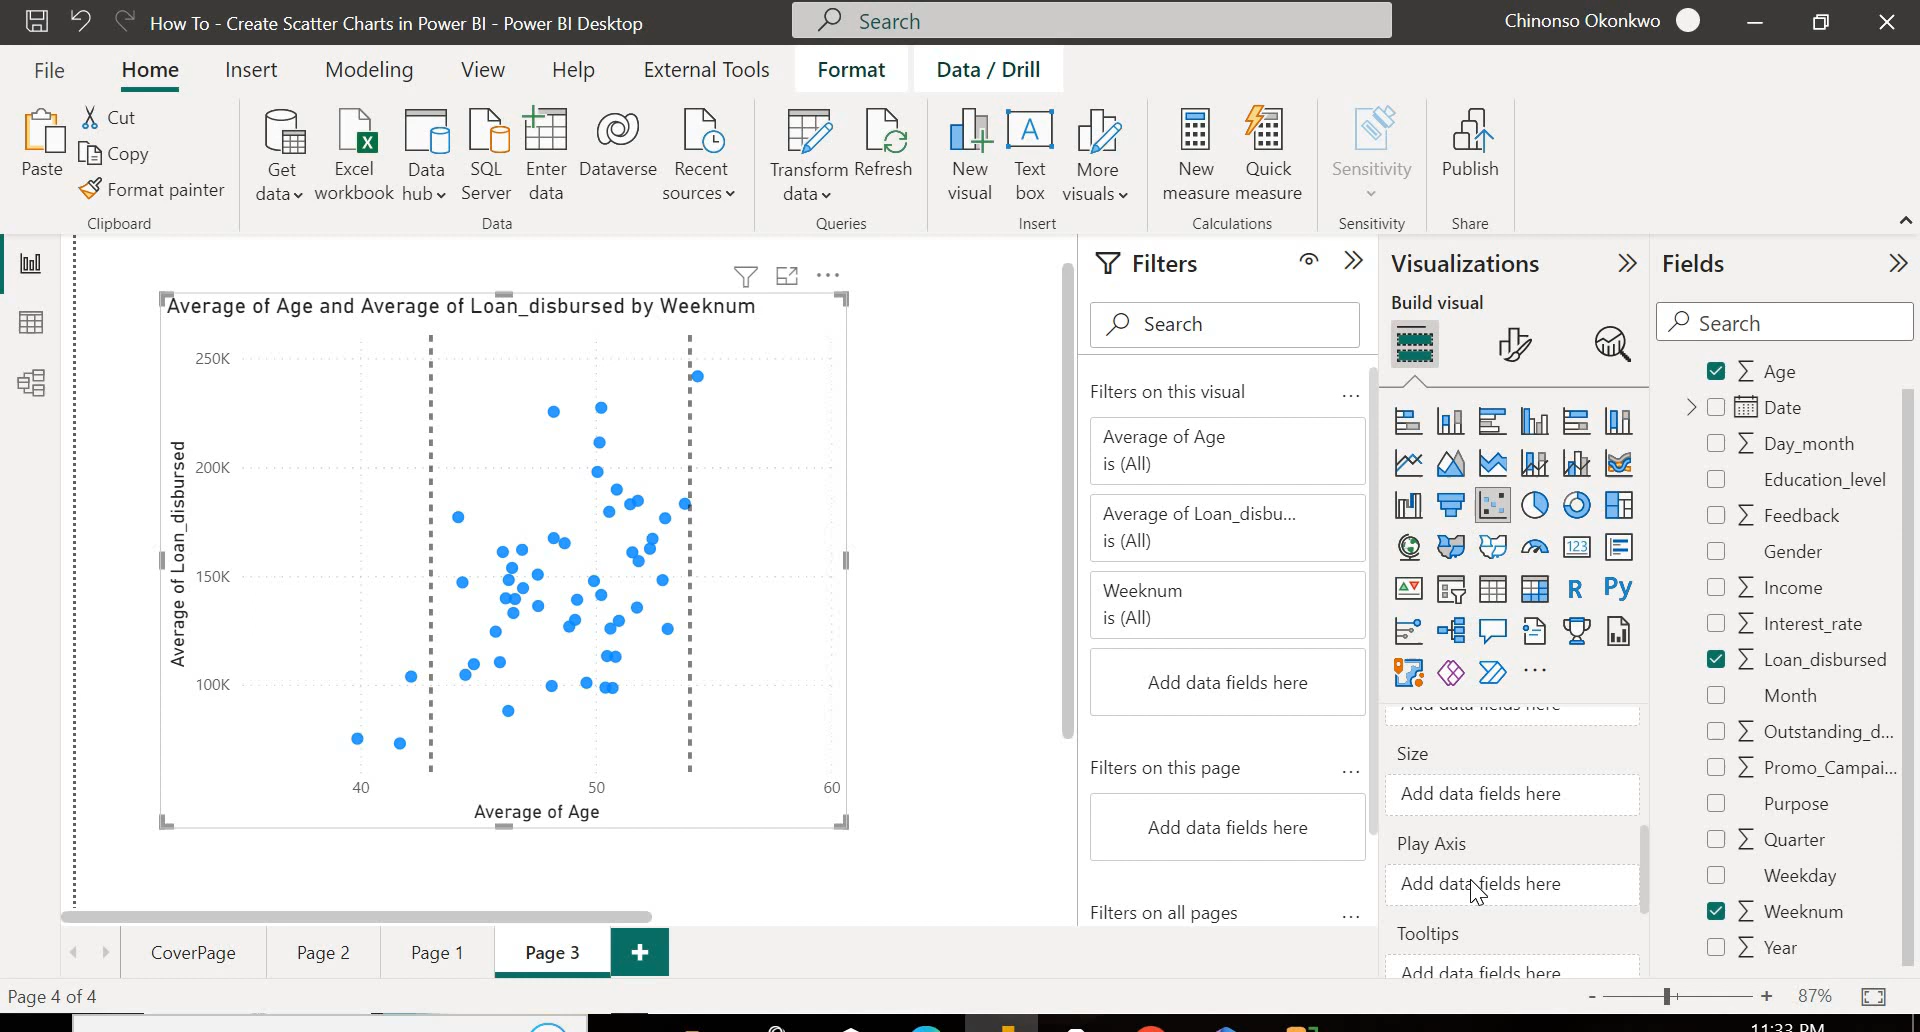 How To - Create Scatter Charts in Power BI - Power BI Desktop
Search
Chinonso Okonkwo
File
Home
Insert
Modeling
View
Help
External Tools
Format
Data / Drill
Paste
Cut
Copy
Format painter
Clipboard
Get data
Excel workbook
Data hub
SQL Server
Enter data
Dataverse
Recent sources
Data
Transform data
Refresh
Queries
New visual
Text box
More visuals
Insert
New measure
Quick measure
Calculations
Sensitivity
Sensitivity
Publish
Share
Average of Age and Average of Loan_disbursed by Weeknum
Average of Loan_disbursed
250K
200K
150K
100K
40
50
60
Average of Age
Filters
Search
Filters on this visual
...
Average of Age
is (All)
Average of Loan_disbu...
is (All)
Weeknum
is (All)
Add data fields here
Filters on this page
...
Add data fields here
Filters on all pages
...
Visualizations
Build visual
123
R
Py
...
Add data fields here
Size
Add data fields here
Play Axis
Add data fields here
Tooltips
Add data fields here
Fields
Search
Age
Date
Day_month
Education_level
Feedback
Gender
Income
Interest_rate
Loan_disbursed
Month
Outstanding_d...
Promo_Campai...
Purpose
Quarter
Weekday
Weeknum
Year
CoverPage
Page 2
Page 1
Page 3
+
Page 4 of 4
- + 87%
11:33 PM